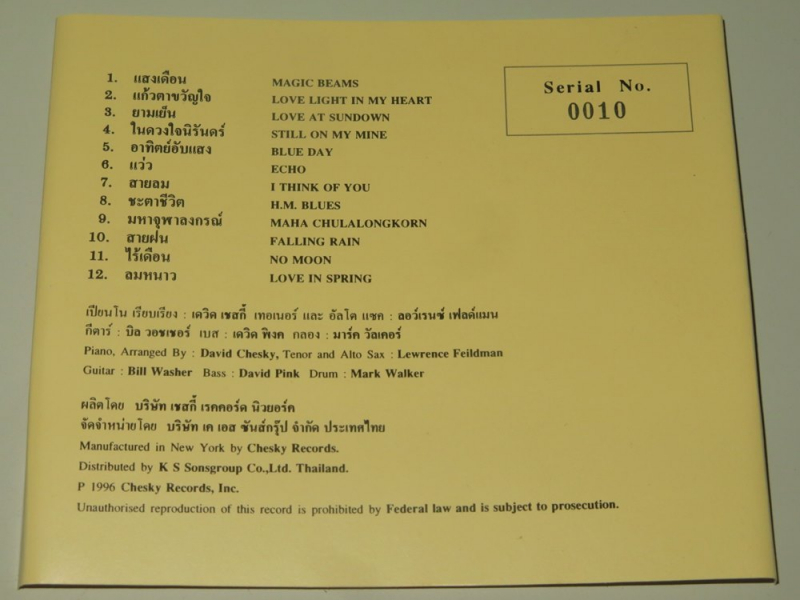 1. แสงเดือน MAGIC BEAMS
2. แก้วตาขวัญใจ LOVE LIGHT IN MY HEART
3. ยามเย็น LOVE AT SUNDOWN
4. ในดวงใจนิรันดร์ STILL ON MY MINE
5. อาทิตย์อับแสง BLUE DAY
6. แว่ว ECHO
7. สายลม I THINK OF YOU
8. ชะตาชีวิต H.M. BLUES
9. มหาจุฬาลงกรณ์ MAHA CHULALONGKORN
10. สายฝน FALLING RAIN
11. ไร้เดือน NO MOON
12. ลมหนาว LOVE IN SPRING
Serial No.
0010
เปียนโน เรียบเรียง : เดวิด เชสกี้ เทอเนอร์ และ อัลโต แซค : ลอว์เรนซ์ เฟลด์แมน
กีตาร์ : บิล วอชเชอร์ เบส : เดวิด พิงค กลอง : มาร์ค วัลเคอร์
Piano, Arranged By : David Chesky, Tenor and Alto Sax : Lewrence Feildman
Guitar : Bill Washer Bass : David Pink Drum : Mark Walker
ผลิตโดย บริษัท เชสกี้ เรคคอร์ด นิวยอร์ค
จัดจำหน่ายโดย บริษัท เค เอส ซันส์กรุ๊ป จำกัด ประเทศไทย
Manufactured in New York by Chesky Records.
Distributed by K S Sonsgroup Co.,Ltd. Thailand.
P 1996 Chesky Records, Inc.
Unauthorised reproduction of this record is prohibited by Federal law and is subject to prosecution.